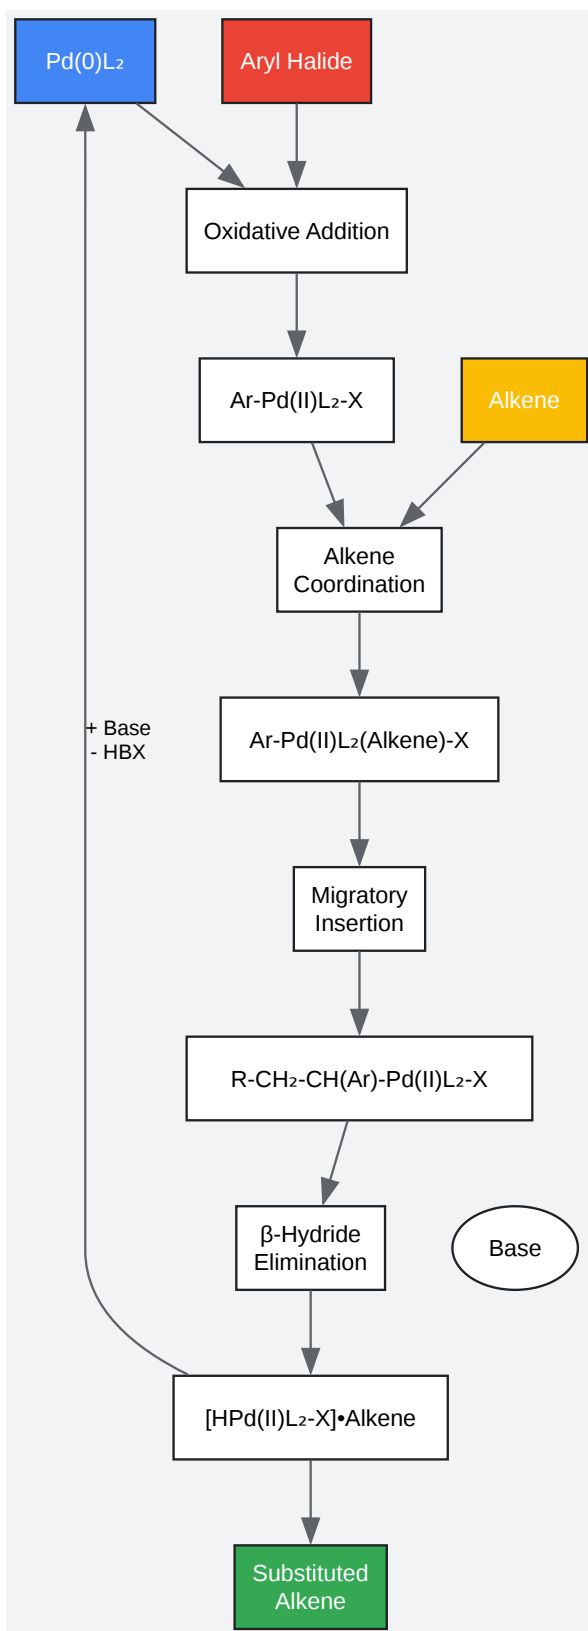 Pd(0)L₂
Aryl Halide
Oxidative Addition
Ar-Pd(II)L₂-X
Alkene
Alkene
Coordination
Ar-Pd(II)L₂(Alkene)-X
+ Base
- HBX
Migratory
Insertion
R-CH₂-CH(Ar)-Pd(II)L₂-X
β-Hydride
Elimination
Base
[HPd(II)L₂-X]•Alkene
Substituted
Alkene